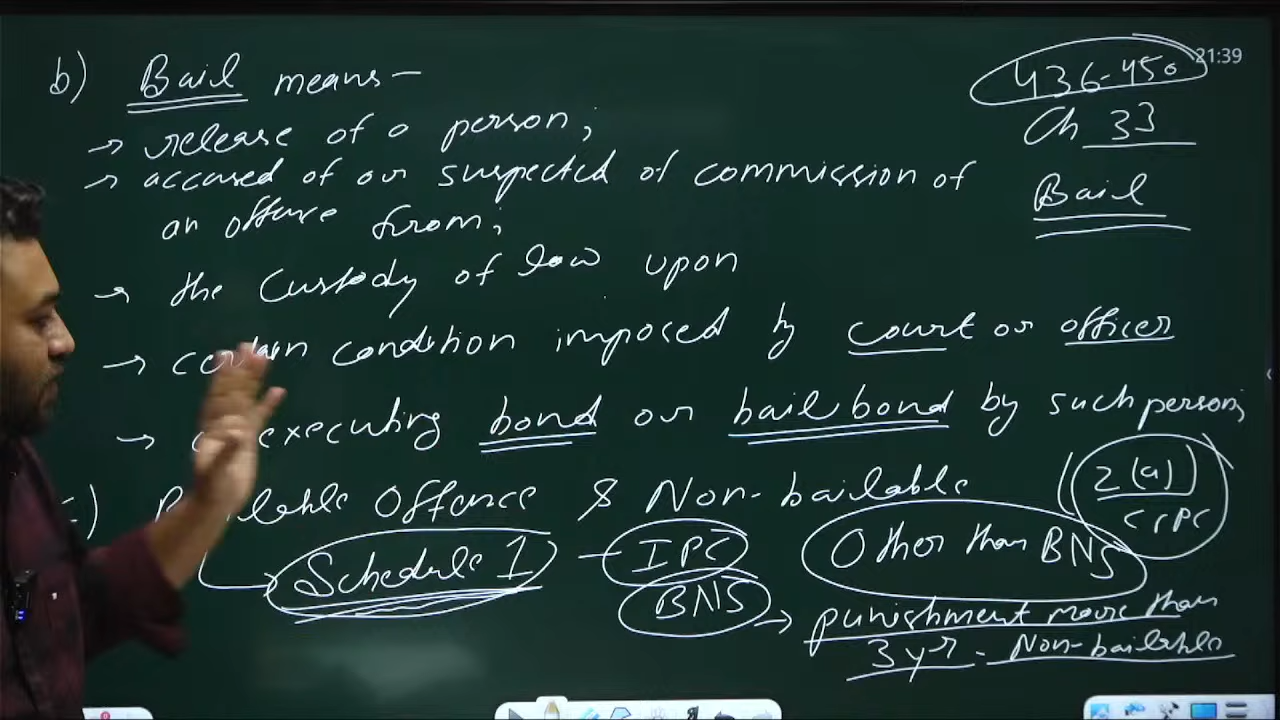 21:39
b) Bail means-
436-450
Ch 33
Bail
→ release of a person;
→ accused of or suspected of commission of
an offence from;
→ the custody of law upon
→ certain condition imposed by court or officer
→ executing bond or bail bond by such person;
Bailable Offence & Non-bailable
(2(a)
CrPC
Schedule 1 - IPC
BNS
Other than BNS
→ punishment more than
3 yr - Non-bailable